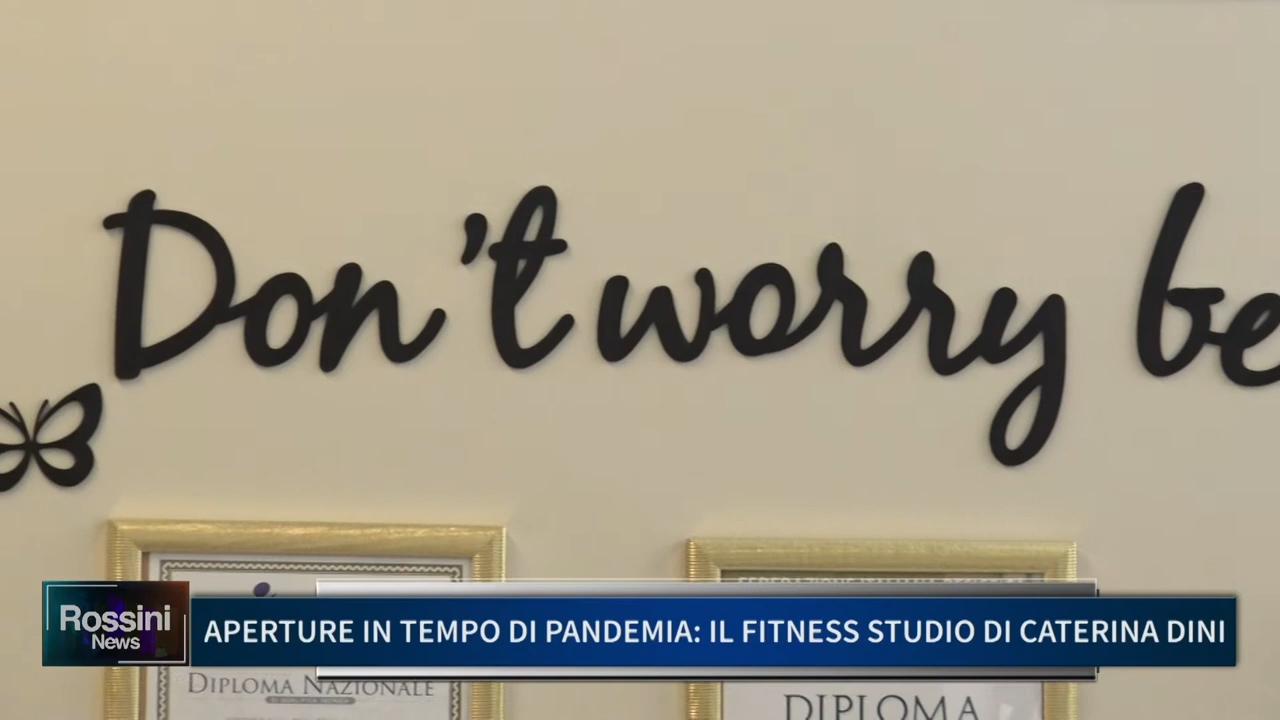 Don't worry be
Rossini
News
APERTURE IN TEMPO DI PANDEMIA: IL FITNESS STUDIO DI CATERINA DINI
DIPLOMA NAZIONALE
DIPLOMA